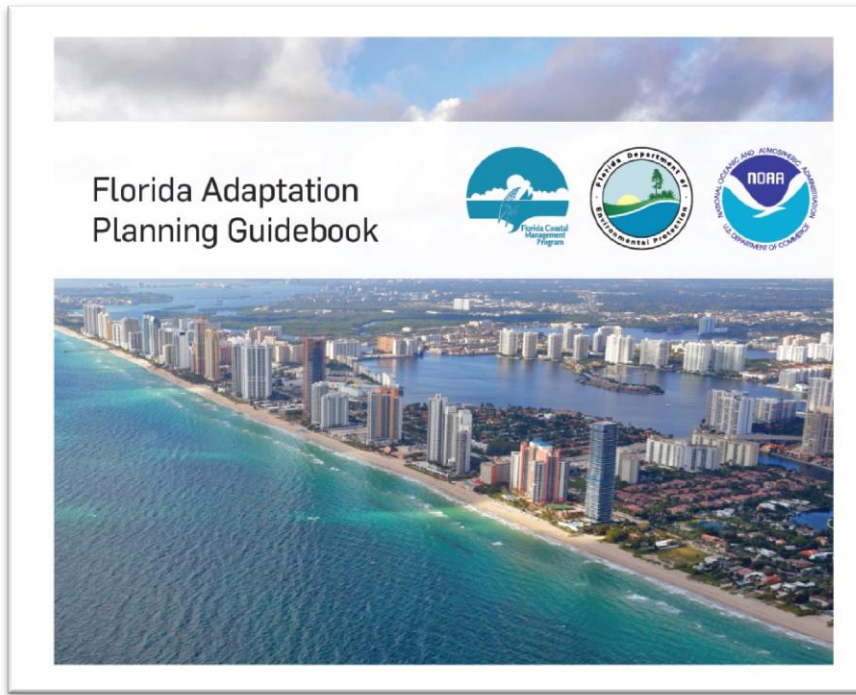 Florida Adaptation
Planning Guidebook
Florida Coastal
Management
Program
Florida Department of
Environmental Protection
NATIONAL OCEANIC AND ATMOSPHERIC ADMINISTRATION
NOAA
U.S. DEPARTMENT OF COMMERCE